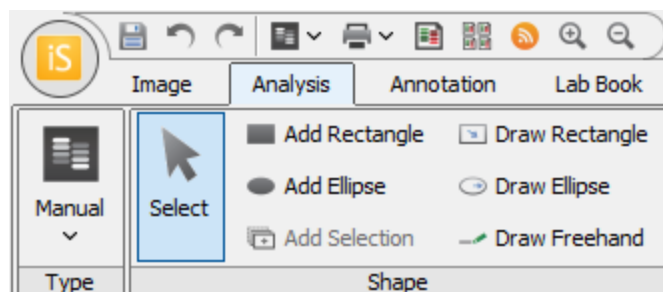 iS
Image Analysis Annotation Lab Book
Add Rectangle Draw Rectangle
Manual Select Add Ellipse Draw Ellipse
Add Selection Draw Freehand
Type Shape